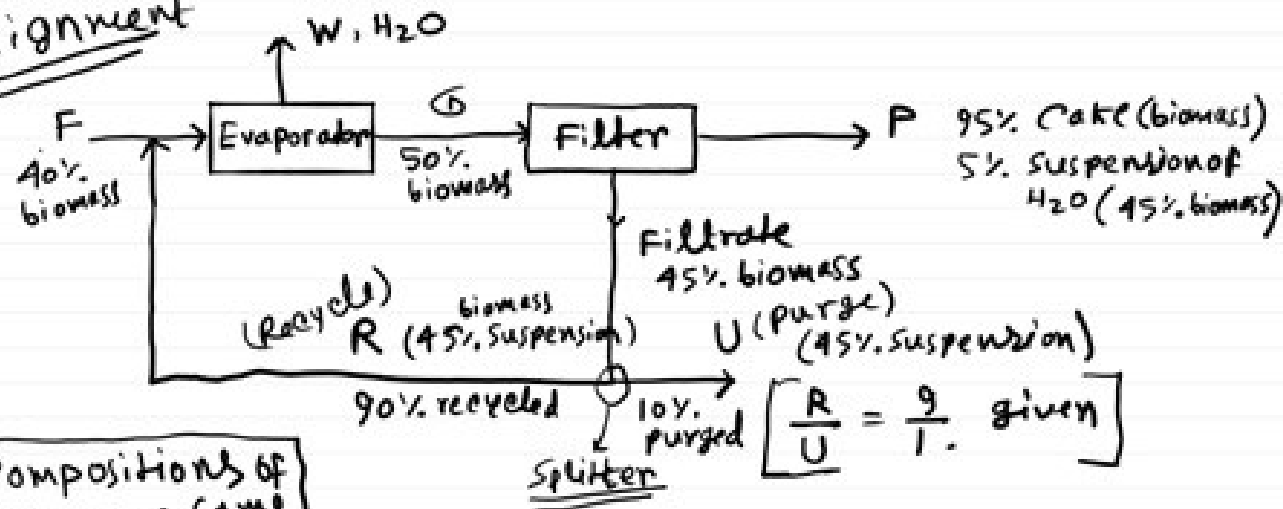 ignment
W, H2O
F
40% biomass
Evaporador
G
50% biomass
Filter
P 95% Cake (biomass)
5% suspension of
H2O (45% biomass)
Filtrate
45% biomass
(Recycle)
R (45% suspension)
biomass
U (Purge)
(45% suspension)
90% recycled
10% purged
[R/U = 9/1. given]
Splitter
ompositions of